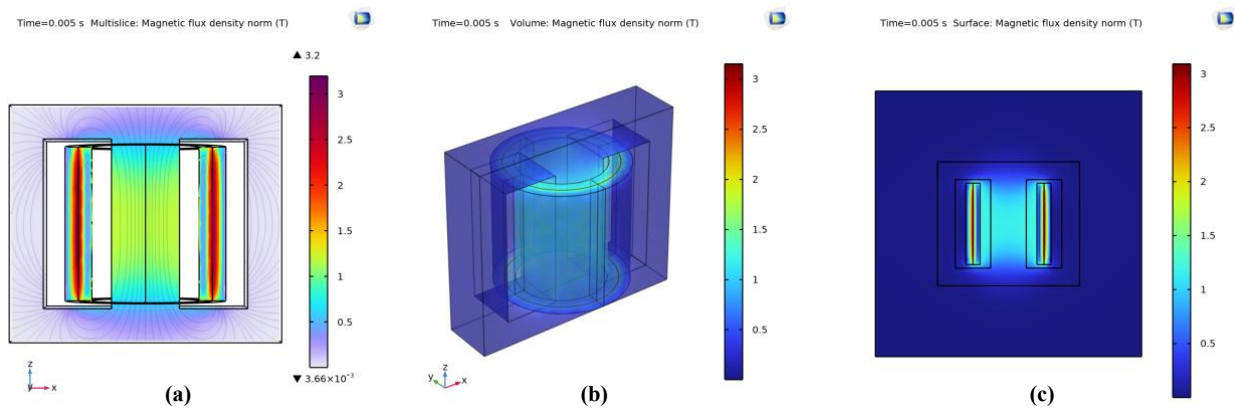 Time=0.005 s Multislice: Magnetic flux density norm (T)
▲ 3.2
3
2.5
2
1.5
1
0.5
▼ 3.66×10⁻³
z
y x
(a)
Time=0.005 s Volume: Magnetic flux density norm (T)
3
2.5
2
1.5
1
0.5
z
y x
(b)
Time=0.005 s Surface: Magnetic flux density norm (T)
3
2.5
2
1.5
1
0.5
(c)